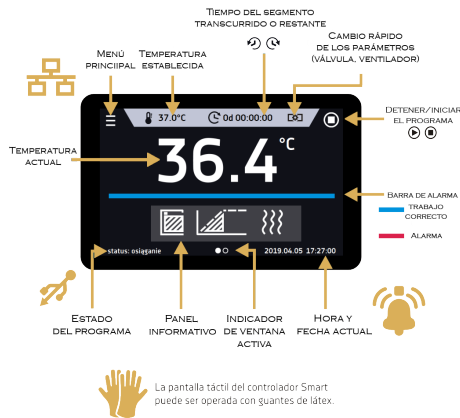 TIEMPO DEL SEGMENTO
TRANSCURRIDO O RESTANTE
CAMBIO RÁPIDO
DE LOS PARÁMETROS
(VÁLVULA, VENTILADOR)
MENÚ
PRINCIIPAL
TEMPERATURA
ESTABLECIDA
DETENER/INICIAR
EL PROGRAMA
37.0°C
0d 00:00:00
TEMPERATURA
ACTUAL
36.4°C
BARRA DE ALARMA
TRABAJO
CORRECTO
ALARMA
status: osiąganie
2019.04.05 17:27:00
ESTADO
DEL PROGRAMA
PANEL
INFORMATIVO
INDICADOR
DE VENTANA
ACTIVA
HORA Y
FECHA ACTUAL
La pantalla táctil del controlador Smart
puede ser operada con guantes de látex.